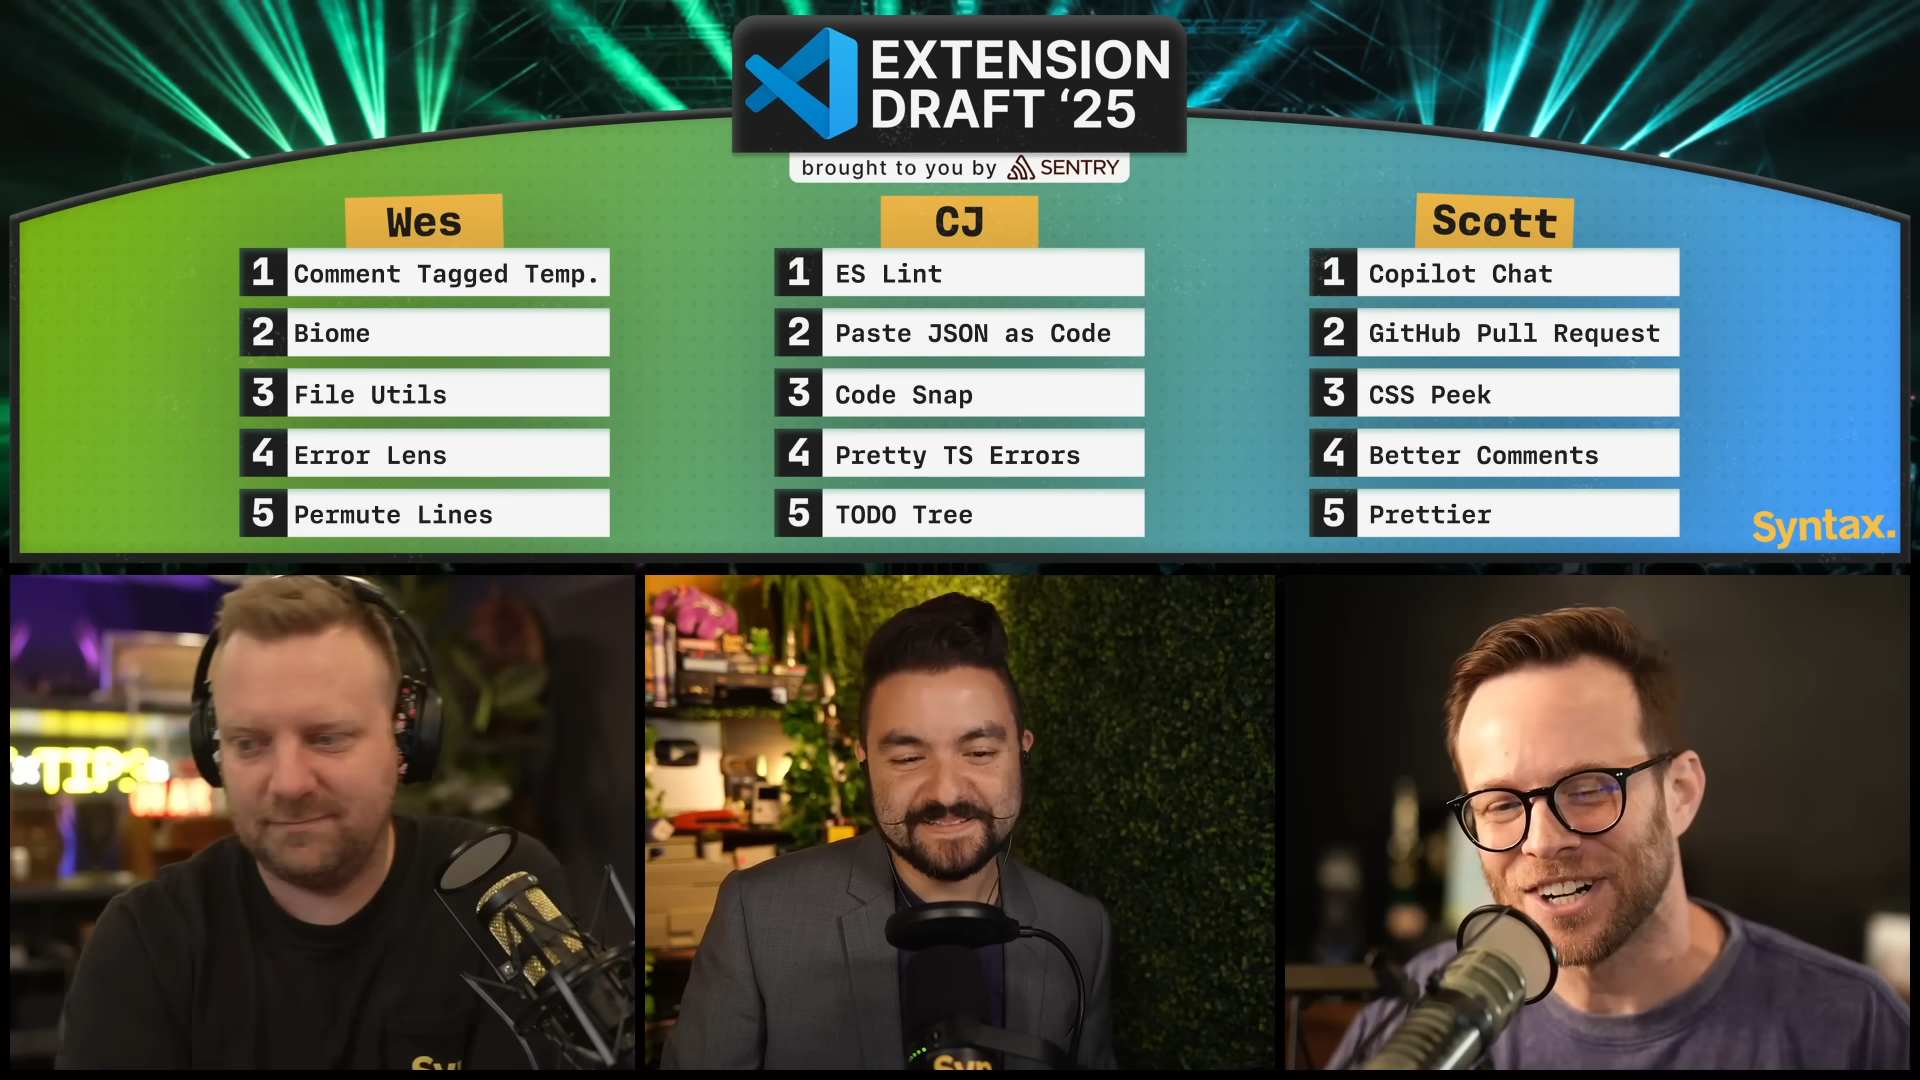 EXTENSION
DRAFT ‘25
brought to you by SENTRY
Wes
1 Comment Tagged Temp.
2 Biome
3 File Utils
4 Error Lens
5 Permute Lines
CJ
1 ES Lint
2 Paste JSON as Code
3 Code Snap
4 Pretty TS Errors
5 TODO Tree
Scott
1 Copilot Chat
2 GitHub Pull Request
3 CSS Peek
4 Better Comments
5 Prettier
Syntax.
TIPS
Syn
Syn